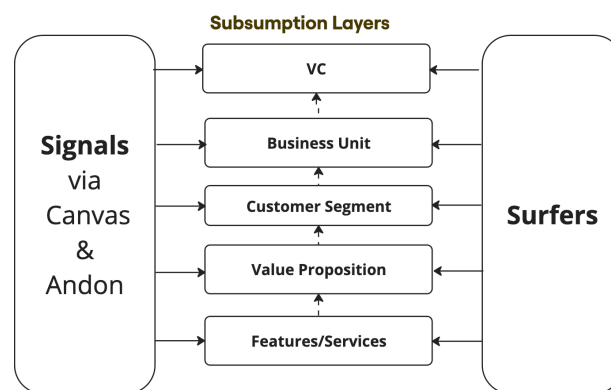 Subsumption Layers
Signals
via
Canvas
&
Andon
VC
Business Unit
Customer Segment
Value Proposition
Features/Services
Surfers